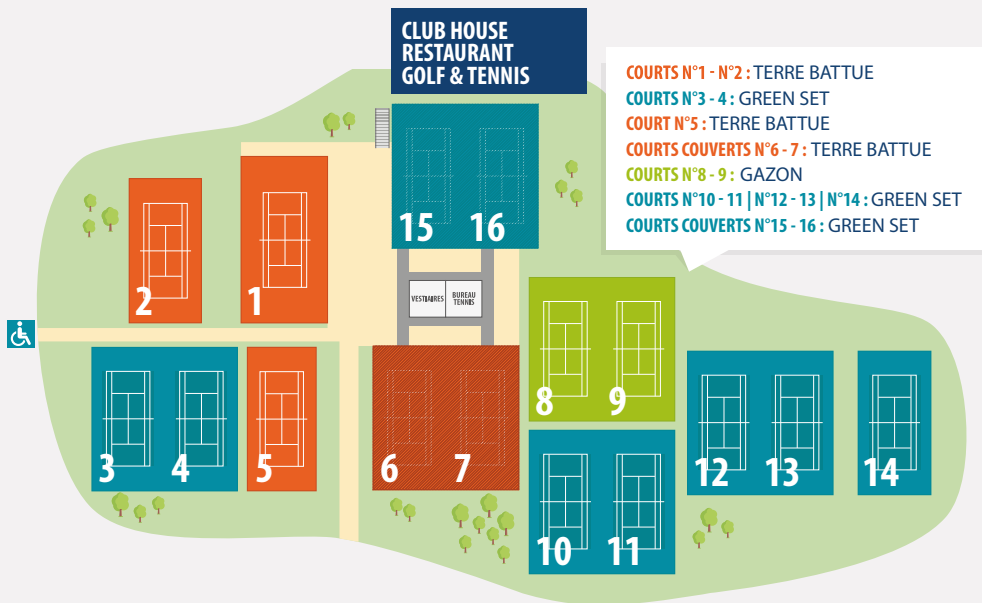 CLUB HOUSE
RESTAURANT
GOLF & TENNIS
COURTS N°1 - N°2 : TERRE BATTUE
COURTS N°3 - 4 : GREEN SET
COURT N°5 : TERRE BATTUE
COURTS COUVERTS N°6 - 7 : TERRE BATTUE
COURTS N°8 - 9 : GAZON
COURTS N°10 - 11 | N°12 - 13 | N°14 : GREEN SET
COURTS COUVERTS N°15 - 16 : GREEN SET
15 16
2 1
VESTIAIRES
BUREAU
TENNIS
8 9
3 4 5 6 7
12 13 14
10 11